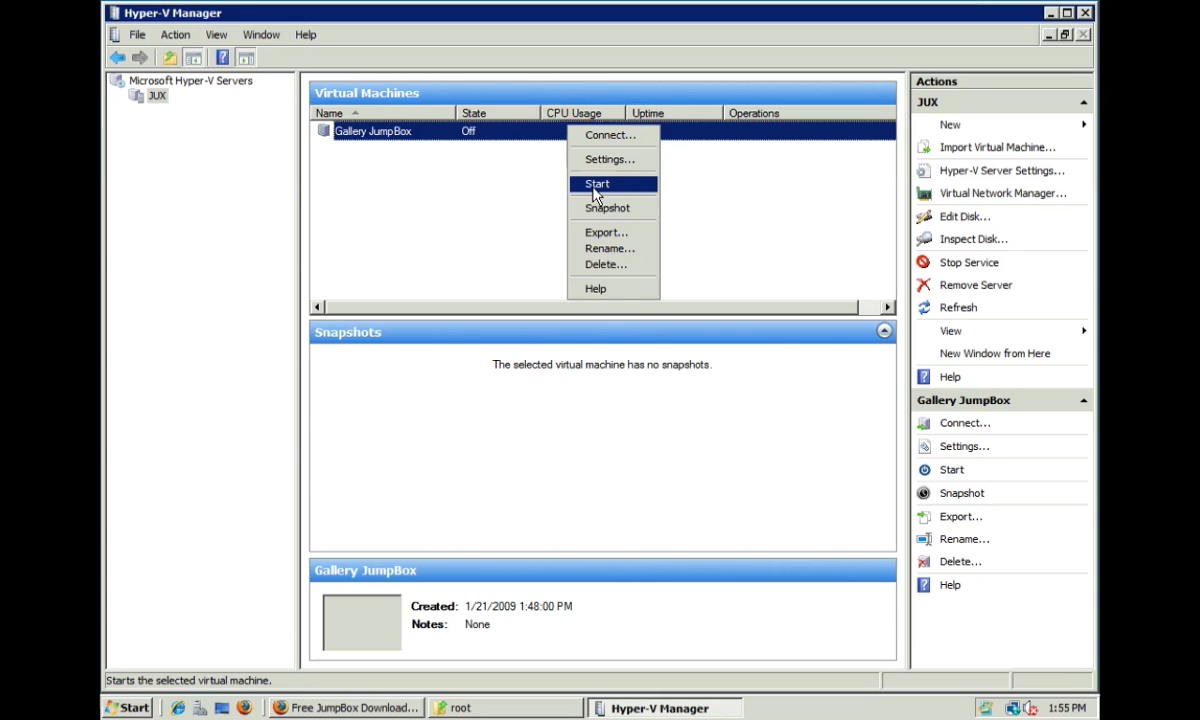 Hyper-V Manager
File Action View Window Help
Microsoft Hyper-V Servers
JUX
Virtual Machines
Name State CPU Usage Uptime Operations
Gallery JumpBox Off
Connect...
Settings...
Start
Snapshot
Export...
Rename...
Delete...
Help
Snapshots
The selected virtual machine has no snapshots.
Gallery JumpBox
Created: 1/21/2009 1:48:00 PM
Notes: None
Actions
JUX
New
Import Virtual Machine...
Hyper-V Server Settings...
Virtual Network Manager...
Edit Disk...
Inspect Disk...
Stop Service
Remove Server
Refresh
View
New Window from Here
Help
Gallery JumpBox
Connect...
Settings...
Start
Snapshot
Export...
Rename...
Delete...
Help
Starts the selected virtual machine.
Start Free JumpBox Download... root Hyper-V Manager 1:55 PM